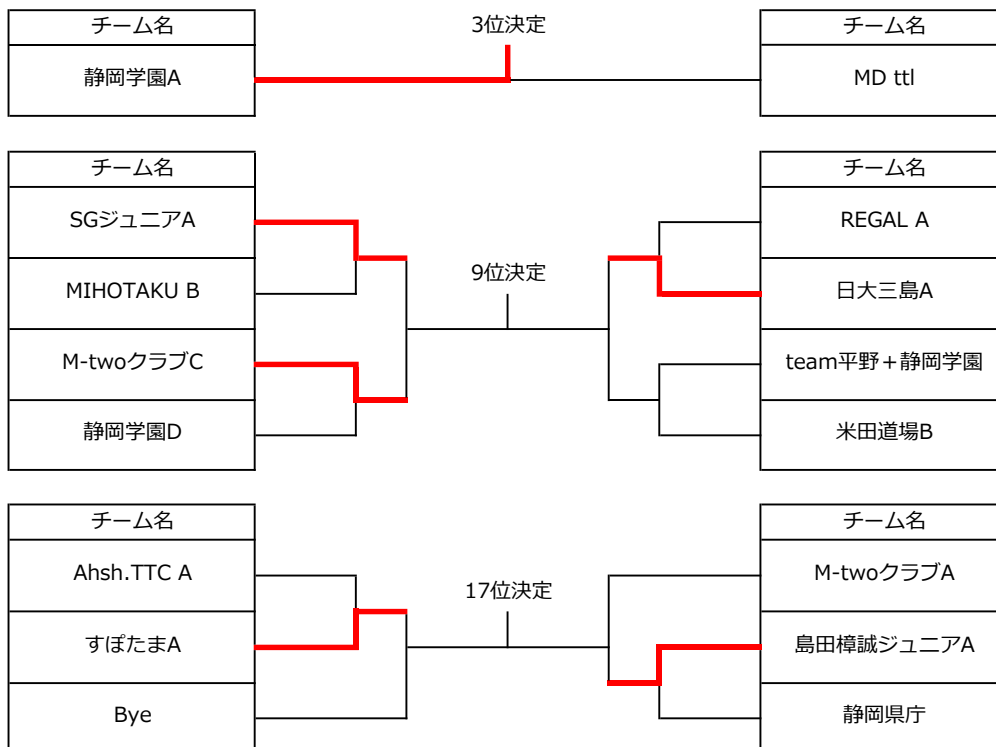 チーム名
静岡学園A
3位決定
チーム名
MD ttl
チーム名
SGジュニアA
MIHOTAKU B
M-twoクラブC
静岡学園D
9位決定
チーム名
REGAL A
日大三島A
team平野＋静岡学園
米田道場B
チーム名
Ahsh.TTC A
すぽたまA
Bye
17位決定
チーム名
M-twoクラブA
島田樟誠ジュニアA
静岡県庁